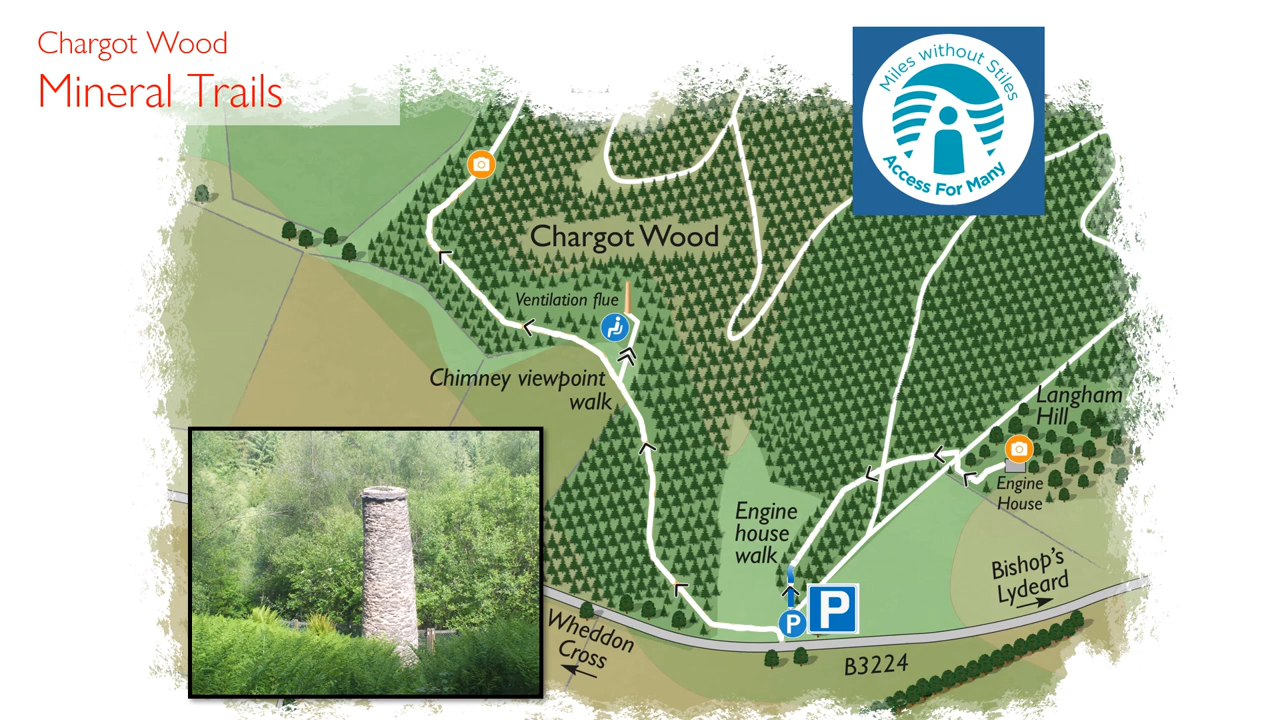 Chargot Wood
Mineral Trails
Miles without Stiles
Access For Many
Chargot Wood
Ventilation flue
Chimney viewpoint
walk
Langham
Hill
Engine
House
Engine
house
walk
Bishop's
Lydeard
P
P
Wheddon
Cross
B3224